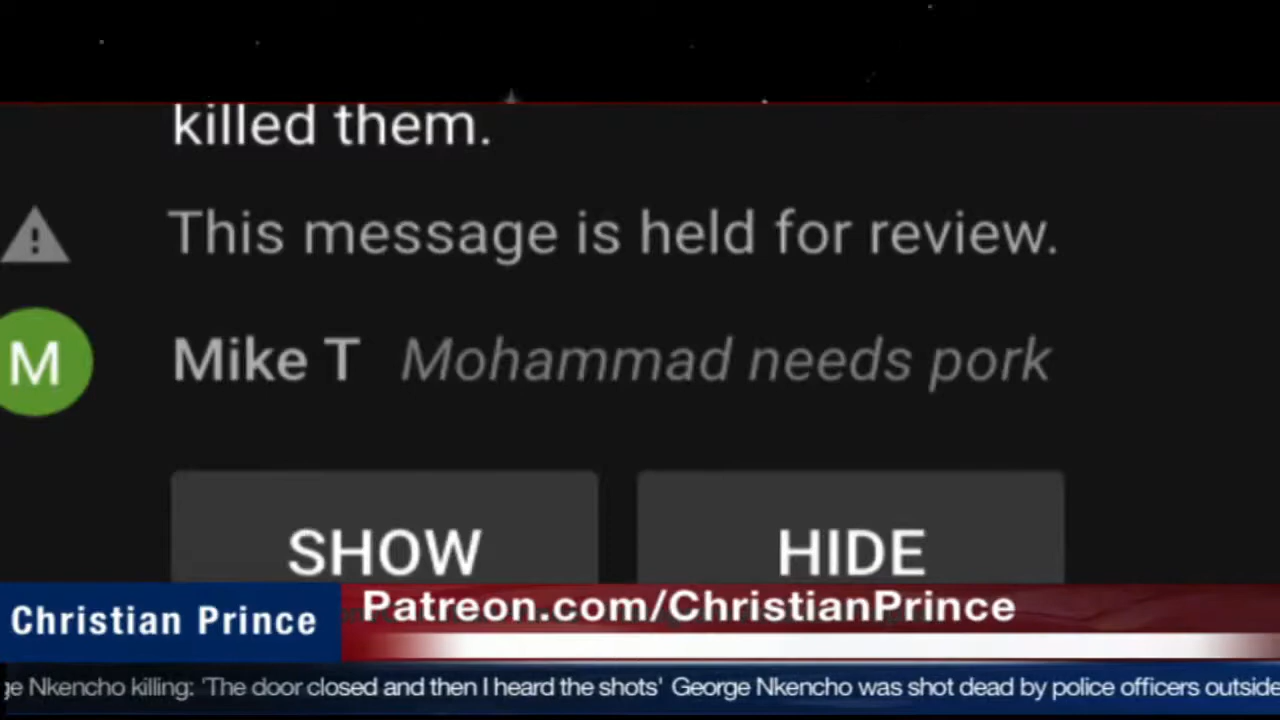 killed them.
This message is held for review.
M
Mike T Mohammad needs pork
SHOW HIDE
Christian Prince
Patreon.com/ChristianPrince
ge Nkencho killing: 'The door closed and then I heard the shots' George Nkencho was shot dead by police officers outside